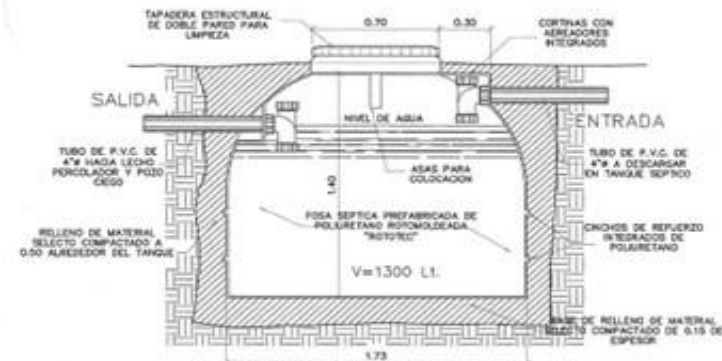 TAPADERA ESTRUCTURAL
DE DOBLE PARED PARA
LIMPIEZA
0.70
0.30
CORTINAS CON
AEREADORES
INTEGRADOS
SALIDA
NIVEL DE AGUA
ENTRADA
TUBO DE P.V.C. DE
4"ø HACIA LECHO
PERCOLADOR Y POZO
CIEGO
ASAS PARA
COLOCACION
TUBO DE P.V.C. DE
4"ø A DESCARGAR
EN TANQUE SEPTICO
1.40
RELLENO DE MATERIAL
SELECTO COMPACTADO A
0.50 ALREDEDOR DEL TANQUE
FOSA SEPTICA PREFABRICADA DE
POLIURETANO ROTOMOLDEADA
"ROTOTEC"
CINCHOS DE REFUERZO
INTEGRADOS DE
POLIURETANO
V=1300 Lt.
BASE DE RELLENO DE MATERIAL
SELECTO COMPACTADO DE 0.15 DE
ESPESOR
1.73